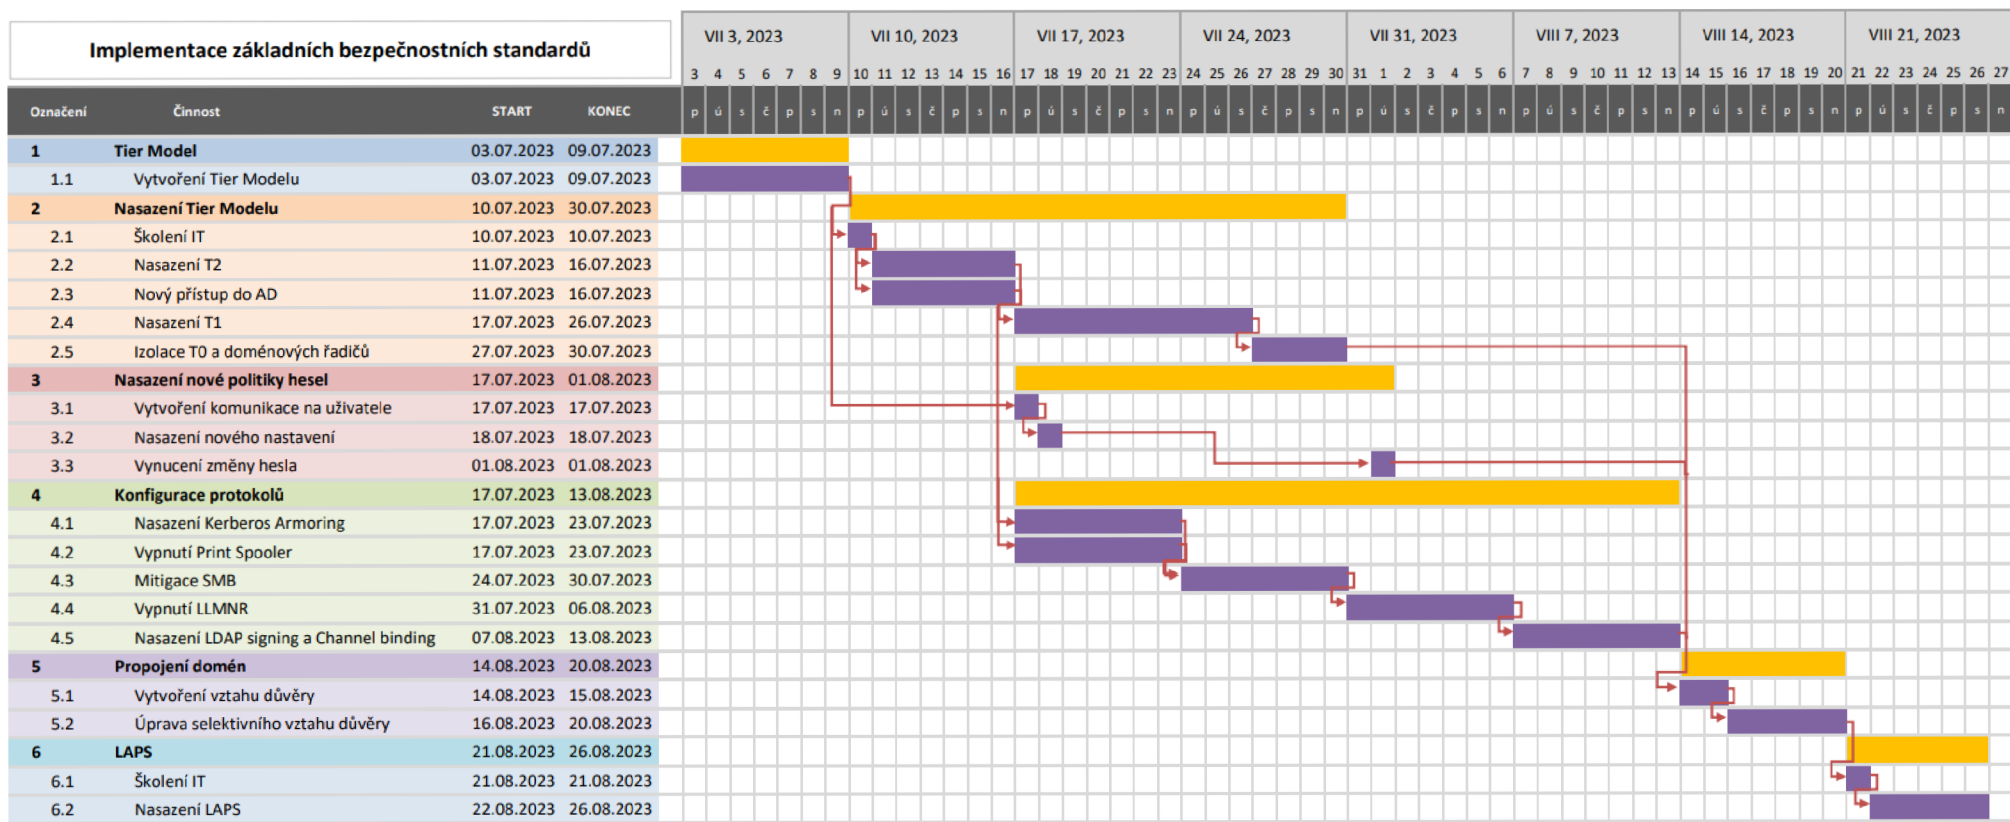 Implementace základních bezpečnostních standardů
VII 3, 2023 VII 10, 2023 VII 17, 2023 VII 24, 2023 VII 31, 2023 VIII 7, 2023 VIII 14, 2023 VIII 21, 2023
3 4 5 6 7 8 9 10 11 12 13 14 15 16 17 18 19 20 21 22 23 24 25 26 27 28 29 30 31 1 2 3 4 5 6 7 8 9 10 11 12 13 14 15 16 17 18 19 20 21 22 23 24 25 26 27
Označení Činnost START KONEC p ú s č p s n p ú s č p s n p ú s č p s n p ú s č p s n p ú s č p s n p ú s č p s n p ú s č p s n p ú s č p s n
1 Tier Model 03.07.2023 09.07.2023
1.1 Vytvoření Tier Modelu 03.07.2023 09.07.2023
2 Nasazení Tier Modelu 10.07.2023 30.07.2023
2.1 Školení IT 10.07.2023 10.07.2023
2.2 Nasazení T2 11.07.2023 16.07.2023
2.3 Nový přístup do AD 11.07.2023 16.07.2023
2.4 Nasazení T1 17.07.2023 26.07.2023
2.5 Izolace T0 a doménových řadičů 27.07.2023 30.07.2023
3 Nasazení nové politiky hesel 17.07.2023 01.08.2023
3.1 Vytvoření komunikace na uživatele 17.07.2023 17.07.2023
3.2 Nasazení nového nastavení 18.07.2023 18.07.2023
3.3 Vynucení změny hesla 01.08.2023 01.08.2023
4 Konfigurace protokolů 17.07.2023 13.08.2023
4.1 Nasazení Kerberos Armoring 17.07.2023 23.07.2023
4.2 Vypnutí Print Spooler 17.07.2023 23.07.2023
4.3 Mitigace SMB 24.07.2023 30.07.2023
4.4 Vypnutí LLMNR 31.07.2023 06.08.2023
4.5 Nasazení LDAP signing a Channel binding 07.08.2023 13.08.2023
5 Propojení domén 14.08.2023 20.08.2023
5.1 Vytvoření vztahu důvěry 14.08.2023 15.08.2023
5.2 Úprava selektivního vztahu důvěry 16.08.2023 20.08.2023
6 LAPS 21.08.2023 26.08.2023
6.1 Školení IT 21.08.2023 21.08.2023
6.2 Nasazení LAPS 22.08.2023 26.08.2023